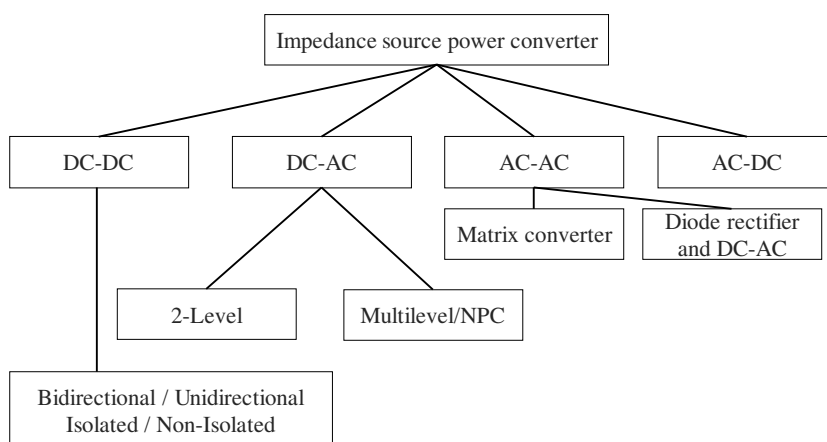 Impedance source power converter
DC-DC
DC-AC
AC-AC
AC-DC
Matrix converter
Diode rectifier
and DC-AC
2-Level
Multilevel/NPC
Bidirectional / Unidirectional
Isolated / Non-Isolated